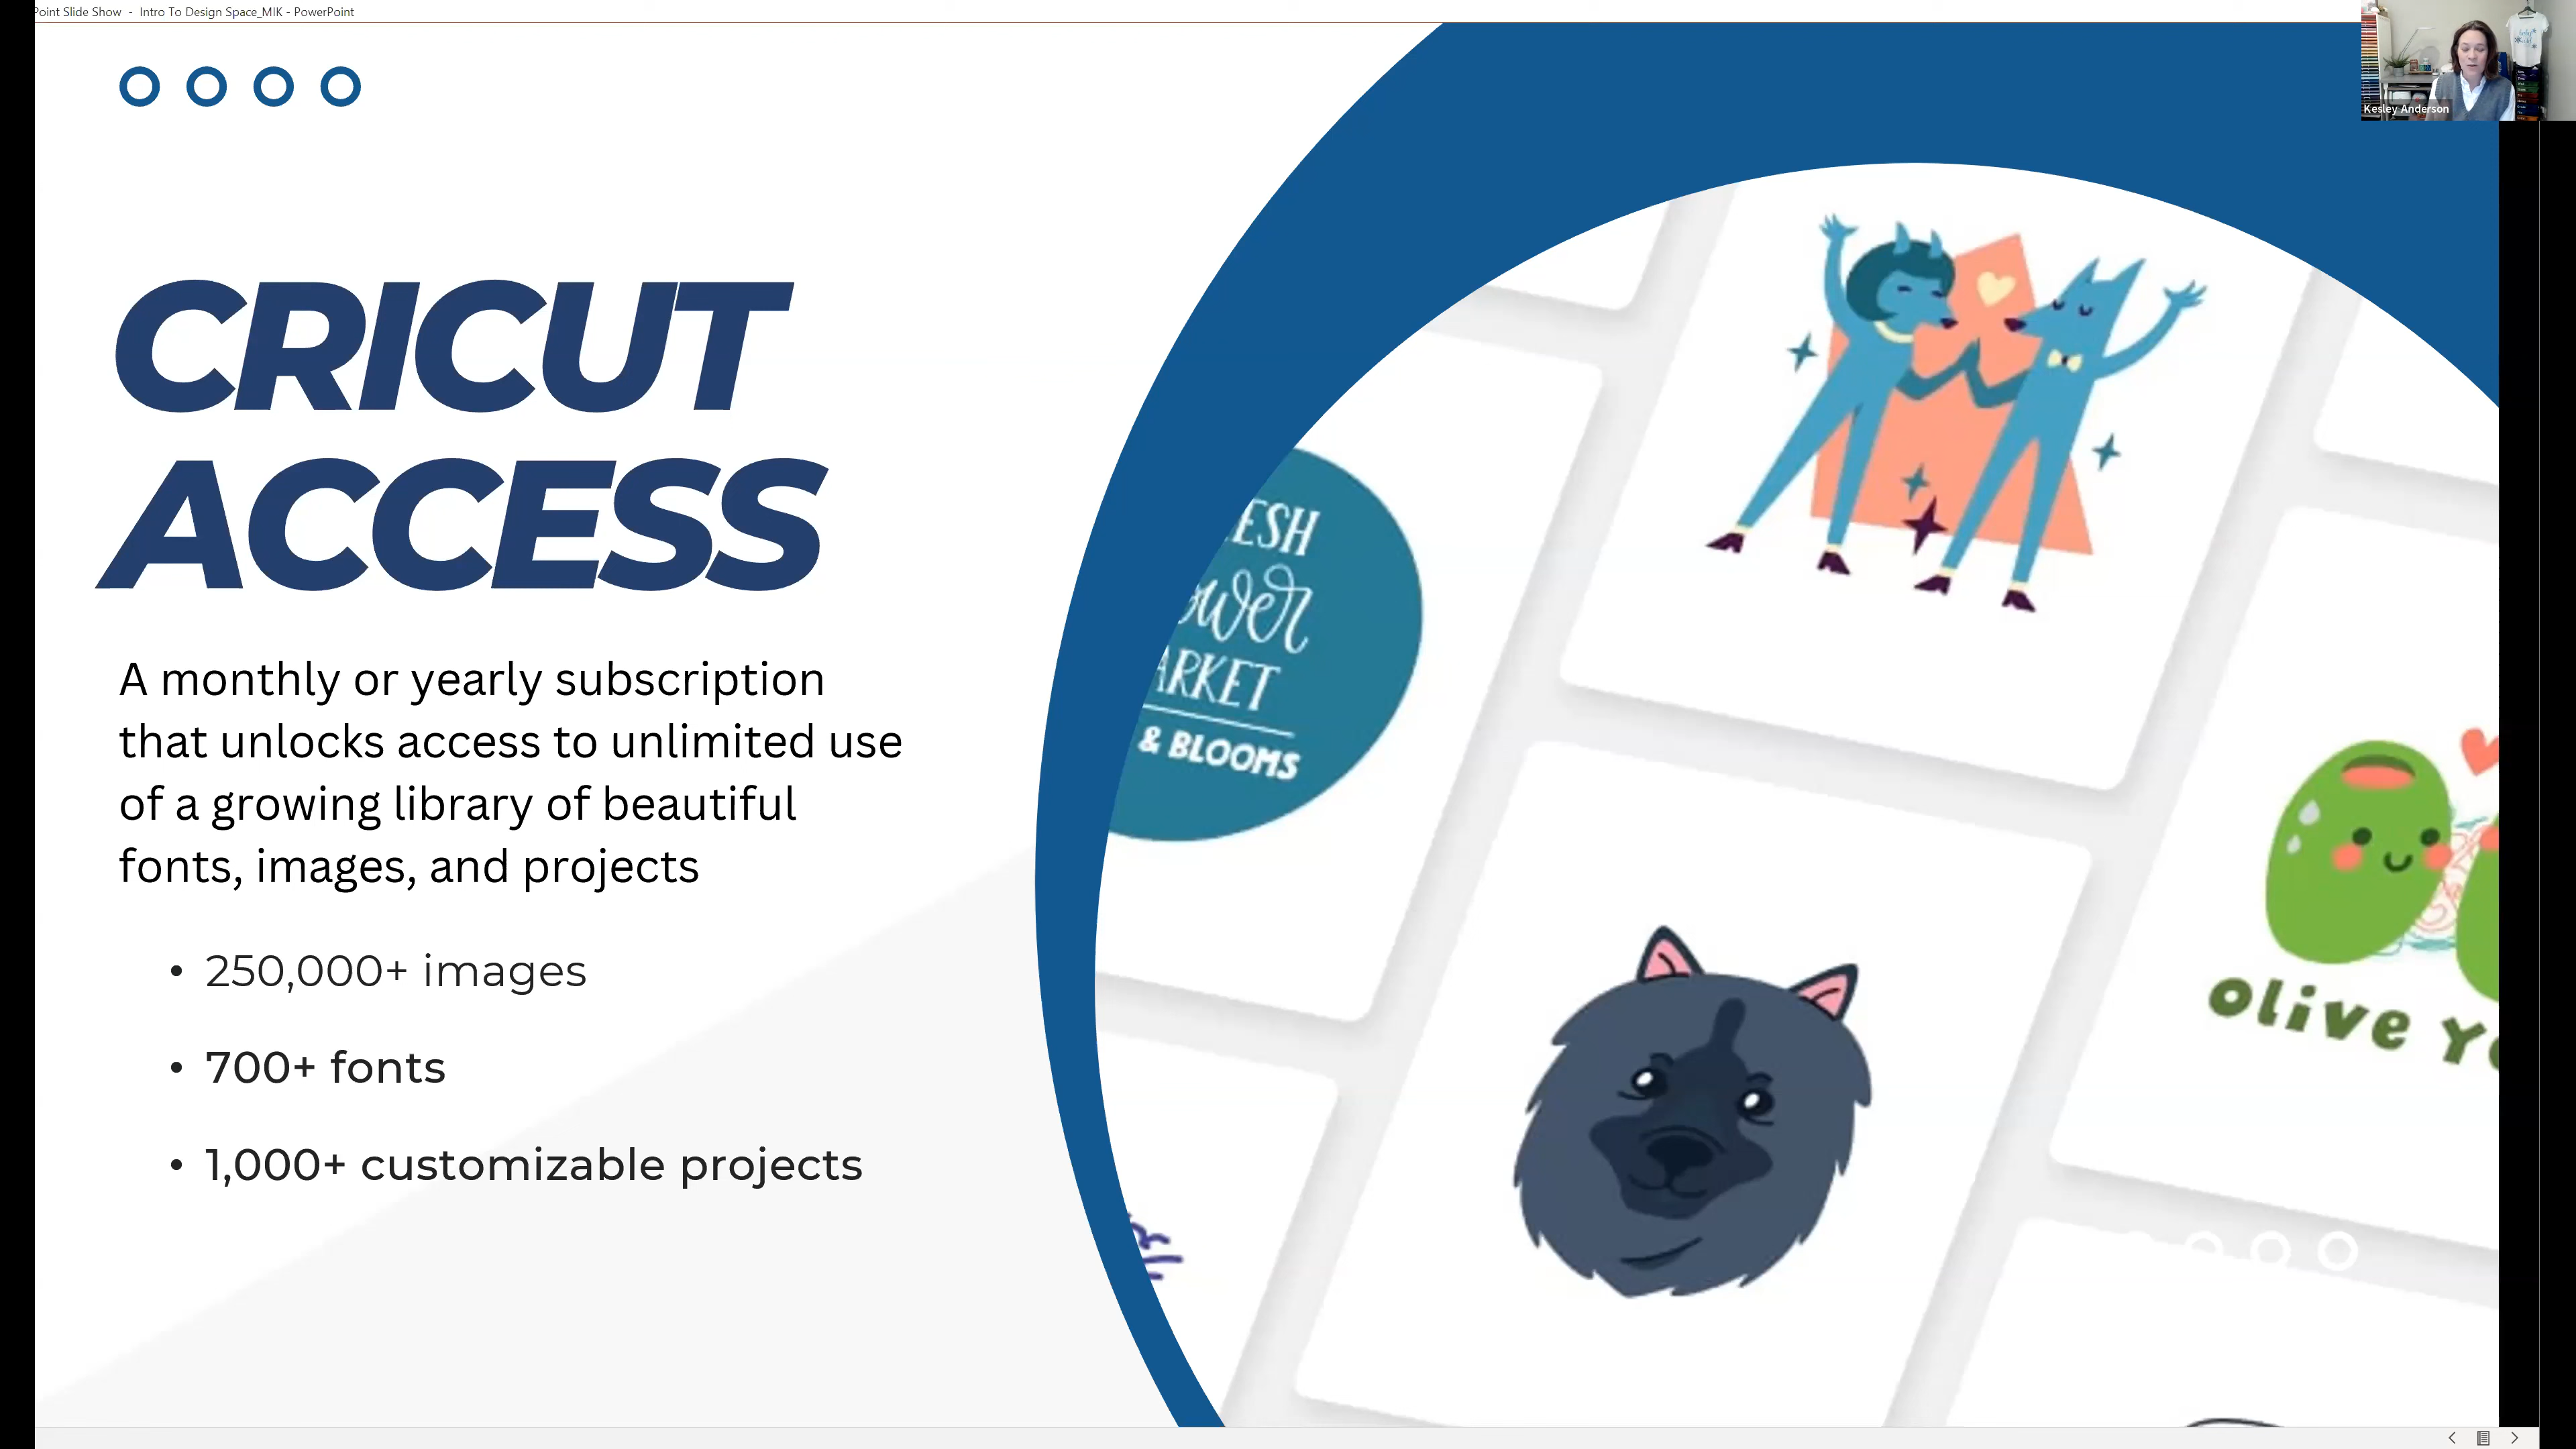 Point Slide Show - Intro To Design Space_MIK - PowerPoint
Kesley Anderson
CRICUT
ACCESS
A monthly or yearly subscription
that unlocks access to unlimited use
of a growing library of beautiful
fonts, images, and projects
• 250,000+ images
• 700+ fonts
• 1,000+ customizable projects
ESH
ower
ARKET
& BLOOMS
Olive Yo